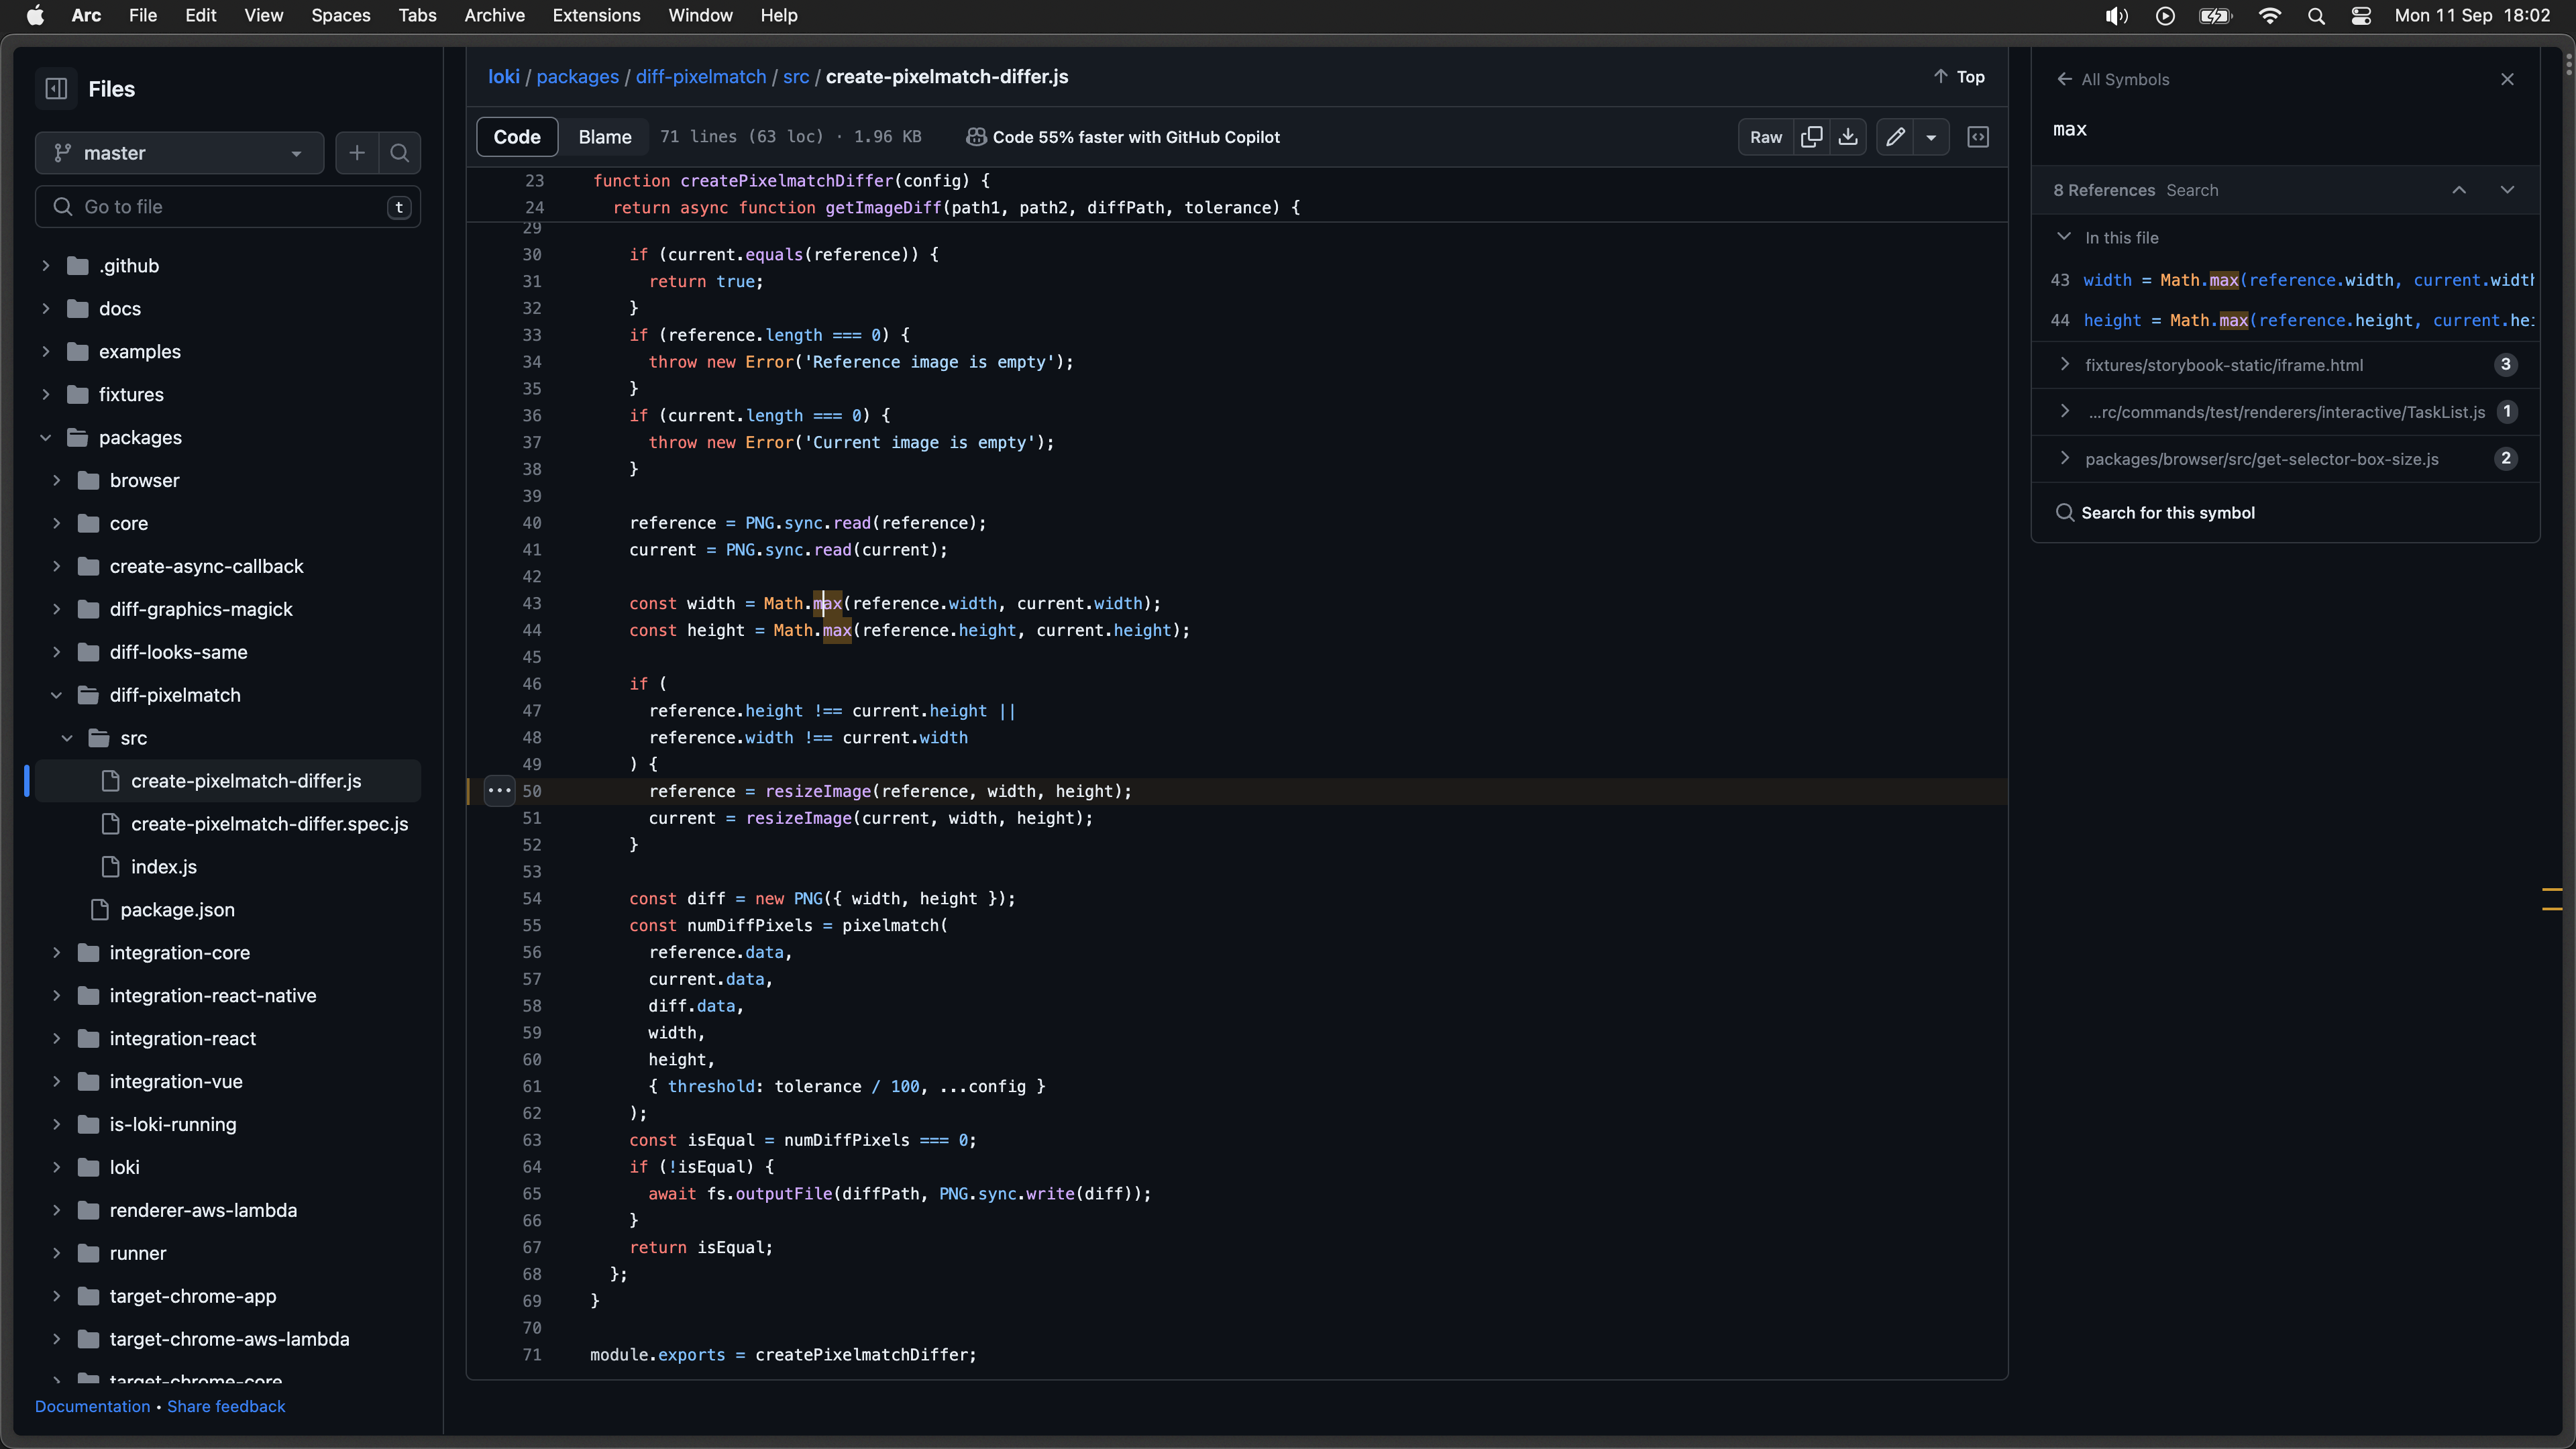 Arc File Edit View Spaces Tabs Archive Extensions Window Help Mon 11 Sep 18:02
Files
master
Go to file t
.github
docs
examples
fixtures
packages
browser
core
create-async-callback
diff-graphics-magick
diff-looks-same
diff-pixelmatch
src
create-pixelmatch-differ.js
create-pixelmatch-differ.spec.js
index.js
package.json
integration-core
integration-react-native
integration-react
integration-vue
is-loki-running
loki
renderer-aws-lambda
runner
target-chrome-app
target-chrome-aws-lambda
target-chrome-core
Documentation • Share feedback
loki / packages / diff-pixelmatch / src / create-pixelmatch-differ.js Top
Code Blame 71 lines (63 loc) · 1.96 KB Code 55% faster with GitHub Copilot Raw
23 function createPixelmatchDiffer(config) {
24 return async function getImageDiff(path1, path2, diffPath, tolerance) {
29
30 if (current.equals(reference)) {
31 return true;
32 }
33 if (reference.length === 0) {
34 throw new Error('Reference image is empty');
35 }
36 if (current.length === 0) {
37 throw new Error('Current image is empty');
38 }
39
40 reference = PNG.sync.read(reference);
41 current = PNG.sync.read(current);
42
43 const width = Math.max(reference.width, current.width);
44 const height = Math.max(reference.height, current.height);
45
46 if (
47 reference.height !== current.height ||
48 reference.width !== current.width
49 ) {
50 reference = resizeImage(reference, width, height);
51 current = resizeImage(current, width, height);
52 }
53
54 const diff = new PNG({ width, height });
55 const numDiffPixels = pixelmatch(
56 reference.data,
57 current.data,
58 diff.data,
59 width,
60 height,
61 { threshold: tolerance / 100, ...config }
62 );
63 const isEqual = numDiffPixels === 0;
64 if (!isEqual) {
65 await fs.outputFile(diffPath, PNG.sync.write(diff));
66 }
67 return isEqual;
68 };
69 }
70
71 module.exports = createPixelmatchDiffer;
All Symbols
max
8 References Search
In this file
43 width = Math.max(reference.width, current.width
44 height = Math.max(reference.height, current.hei
fixtures/storybook-static/iframe.html 3
...rc/commands/test/renderers/interactive/TaskList.js 1
packages/browser/src/get-selector-box-size.js 2
Search for this symbol